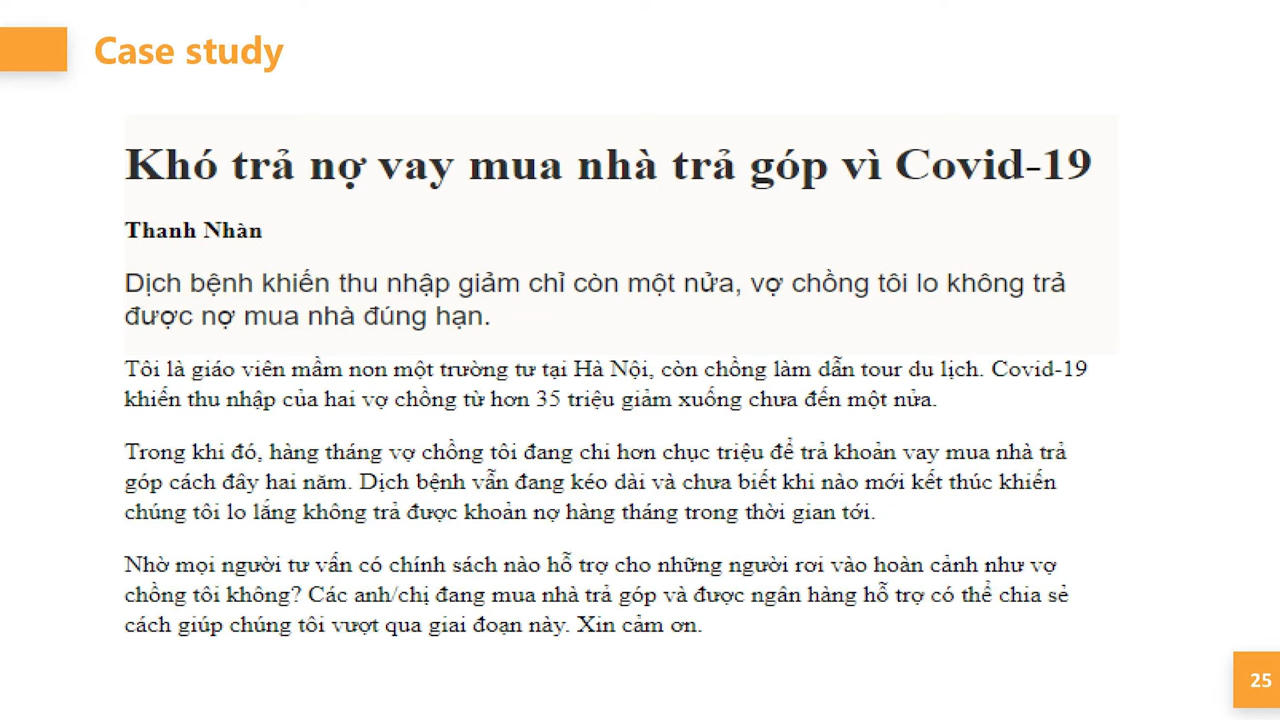 Case study
Khó trả nợ vay mua nhà trả góp vì Covid-19
Thanh Nhàn
Dịch bệnh khiến thu nhập giảm chỉ còn một nửa, vợ chồng tôi lo không trả
được nợ mua nhà đúng hạn.
Tôi là giáo viên mầm non một trường tư tại Hà Nội, còn chồng làm dẫn tour du lịch. Covid-19
khiến thu nhập của hai vợ chồng từ hơn 35 triệu giảm xuống chưa đến một nửa.
Trong khi đó, hàng tháng vợ chồng tôi đang chi hơn chục triệu để trả khoản vay mua nhà trả
góp cách đây hai năm. Dịch bệnh vẫn đang kéo dài và chưa biết khi nào mới kết thúc khiến
chúng tôi lo lắng không trả được khoản nợ hàng tháng trong thời gian tới.
Nhờ mọi người tư vấn có chính sách nào hỗ trợ cho những người rơi vào hoàn cảnh như vợ
chồng tôi không? Các anh/chị đang mua nhà trả góp và được ngân hàng hỗ trợ có thể chia sẻ
cách giúp chúng tôi vượt qua giai đoạn này. Xin cảm ơn.
25